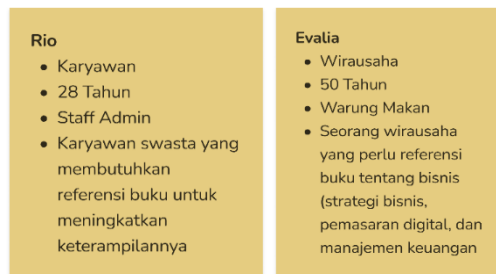 Rio
• Karyawan
• 28 Tahun
• Staff Admin
• Karyawan swasta yang
membutuhkan
referensi buku untuk
meningkatkan
keterampilannya
Evalia
• Wirausaha
• 50 Tahun
• Warung Makan
• Seorang wirausaha
yang perlu referensi
buku tentang bisnis
(strategi bisnis,
pemasaran digital, dan
manajemen keuangan